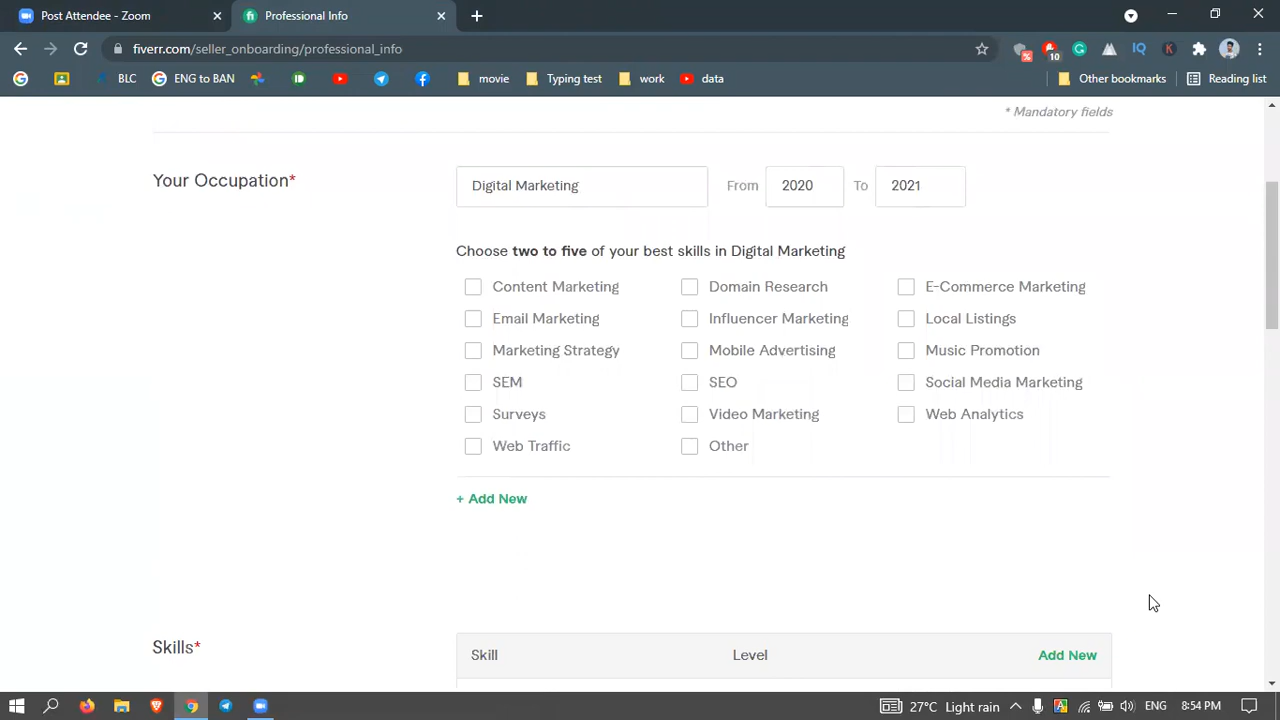 Post Attendee - Zoom
Professional Info
fiverr.com/seller_onboarding/professional_info
10
IQ
K
BLC
ENG to BAN
movie
Typing test
work
data
Other bookmarks
Reading list
* Mandatory fields
Your Occupation*
Digital Marketing From 2020 To 2021
Choose two to five of your best skills in Digital Marketing
Content Marketing Domain Research E-Commerce Marketing
Email Marketing Influencer Marketing Local Listings
Marketing Strategy Mobile Advertising Music Promotion
SEM SEO Social Media Marketing
Surveys Video Marketing Web Analytics
Web Traffic Other
+ Add New
Skills*
Skill Level Add New
27°C Light rain ENG 8:54 PM